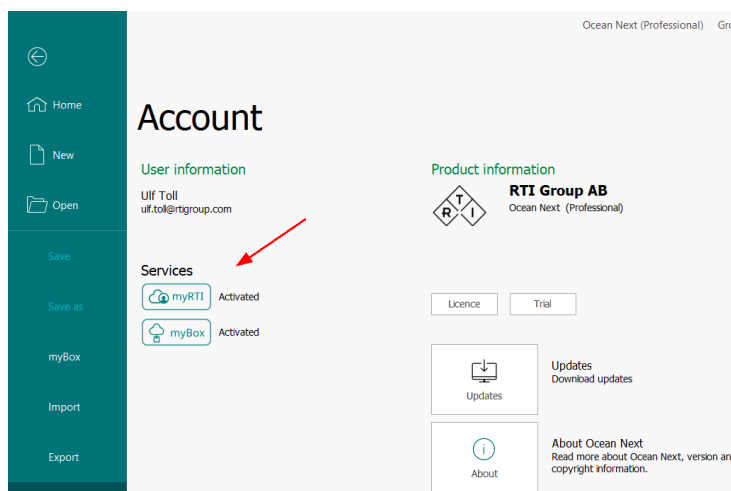 Ocean Next (Professional) Gro
Home
New
Open
Save
Save as
myBox
Import
Export
Account
User information
Ulf Toll
ulf.toll@rtigroup.com
Services
myRTI Activated
myBox Activated
Product information
R T I
RTI Group AB
Ocean Next (Professional)
Licence Trial
Updates
Updates
Download updates
About
About Ocean Next
Read more about Ocean Next, version an
copyright information.